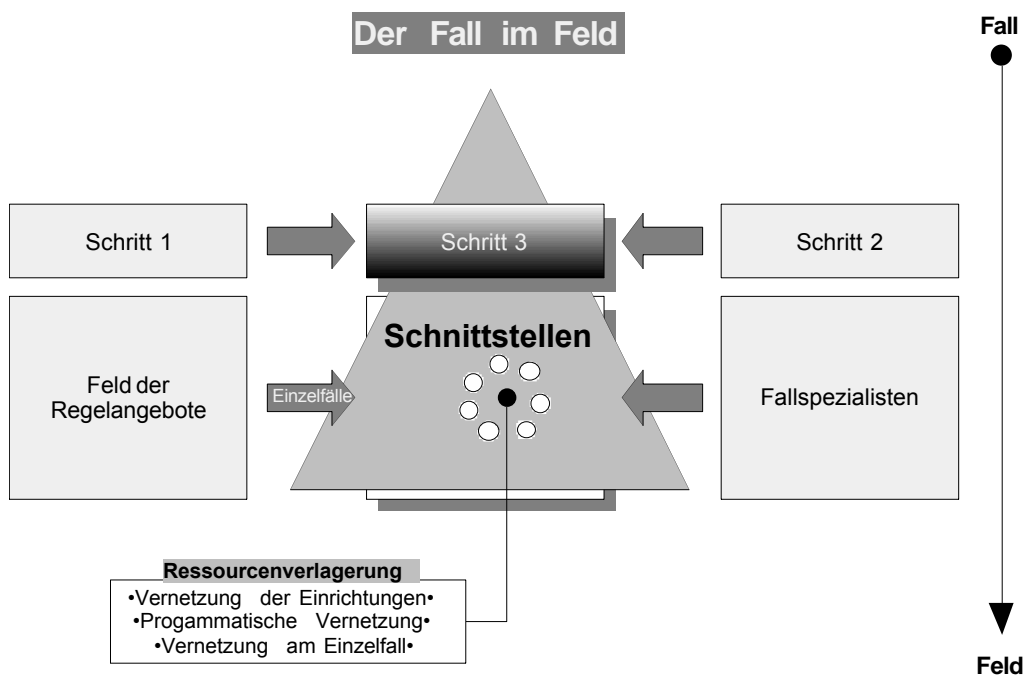 Der Fall im Feld
Fall
Schritt 1
Schritt 3
Schritt 2
Schnittstellen
Feld der
Regelangebote
Einzelfälle
Fallspezialisten
Ressourcenverlagerung
•Vernetzung der Einrichtungen•
•Progammatische Vernetzung•
•Vernetzung am Einzelfall•
Feld